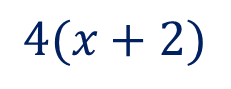 4(x + 2)